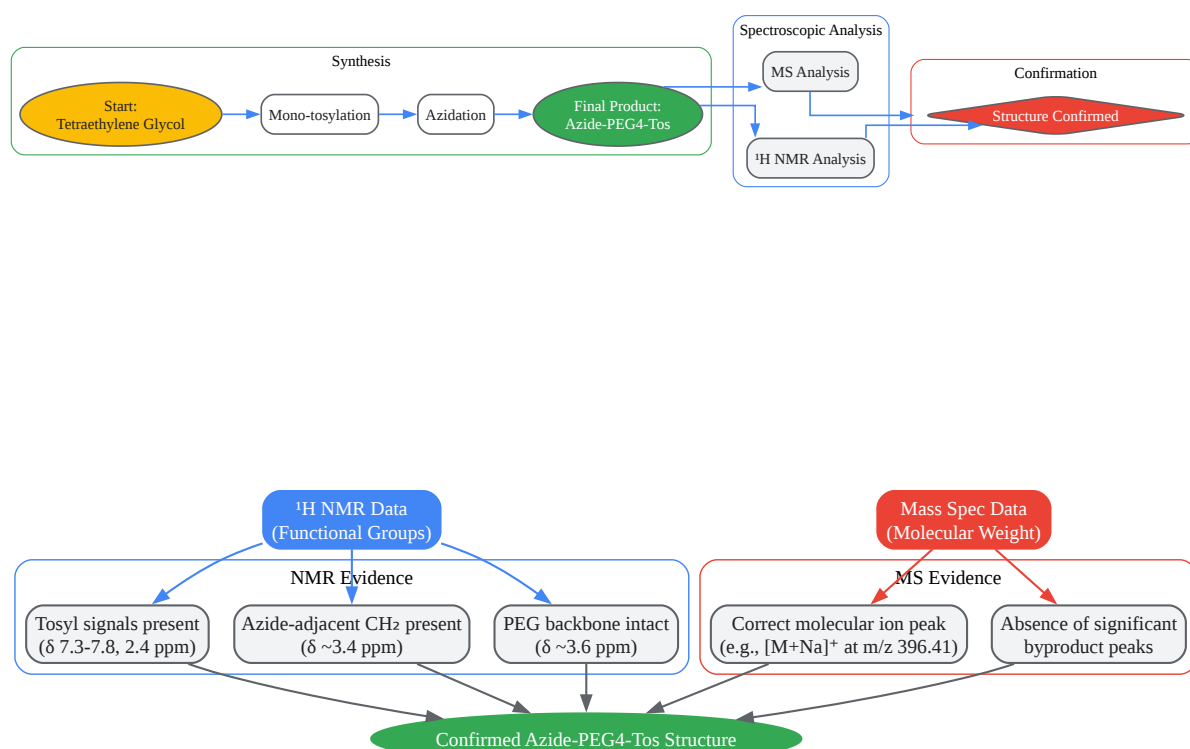 Spectroscopic Analysis
Synthesis
Confirmation
Start:
Tetraethylene Glycol
Mono-tosylation
Azidation
Final Product:
Azide-PEG4-Tos
MS Analysis
¹H NMR Analysis
Structure Confirmed
¹H NMR Data
(Functional Groups)
Mass Spec Data
(Molecular Weight)
NMR Evidence
MS Evidence
Tosyl signals present
(δ 7.3-7.8, 2.4 ppm)
Azide-adjacent CH₂ present
(δ ~3.4 ppm)
PEG backbone intact
(δ ~3.6 ppm)
Correct molecular ion peak
(e.g., [M+Na]⁺ at m/z 396.41)
Absence of significant
byproduct peaks
Confirmed Azide-PEG4-Tos Structure